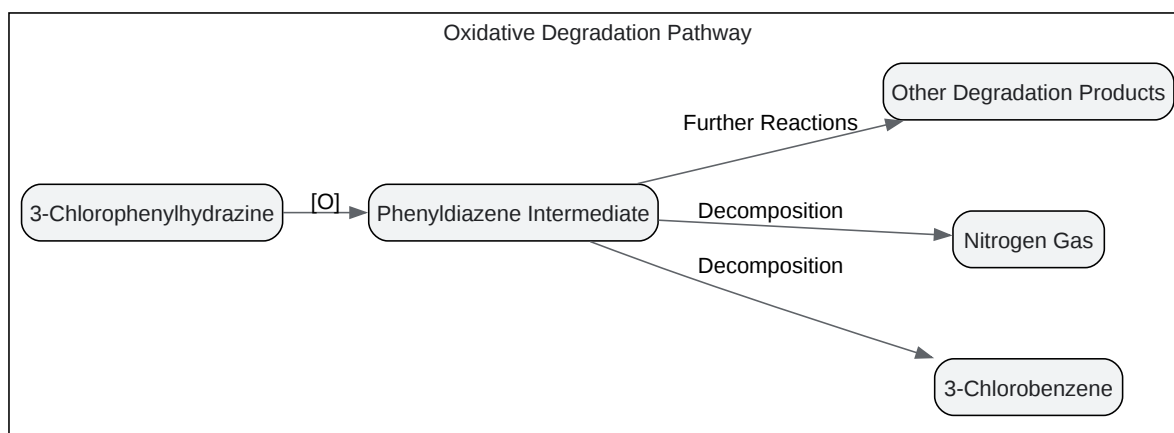 Oxidative Degradation Pathway
Other Degradation Products
Further Reactions
3-Chlorophenylhydrazine
[O]
Phenyldiazene Intermediate
Decomposition
Nitrogen Gas
Decomposition
3-Chlorobenzene